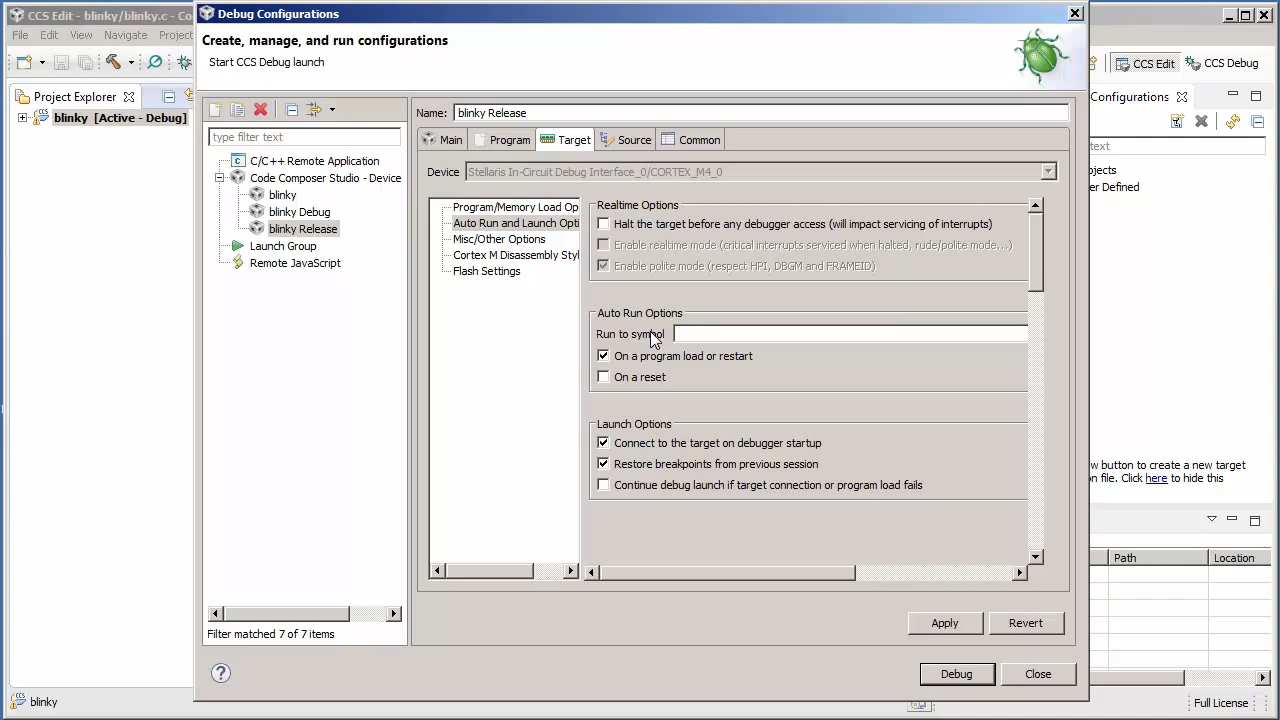 CCS Edit - blinky/blinky.c - Co
File Edit View Navigate Project
Project Explorer
blinky [Active - Debug]
Debug Configurations
Create, manage, and run configurations
Start CCS Debug launch
type filter text
C/C++ Remote Application
Code Composer Studio - Device
blinky
blinky Debug
blinky Release
Launch Group
Remote JavaScript
Filter matched 7 of 7 items
Name: blinky Release
Main Program Target Source Common
Device Stellaris In-Circuit Debug Interface_0/CORTEX_M4_0
Program/Memory Load Op
Auto Run and Launch Opti
Misc/Other Options
Cortex M Disassembly Styl
Flash Settings
Realtime Options
Halt the target before any debugger access (will impact servicing of interrupts)
Enable realtime mode (critical interrupts serviced when halted, rude/polite mode...)
Enable polite mode (respect HPI, DBGM and FRAMEID)
Auto Run Options
Run to symbol
On a program load or restart
On a reset
Launch Options
Connect to the target on debugger startup
Restore breakpoints from previous session
Continue debug launch if target connection or program load fails
Apply Revert
Debug Close
CCS Edit CCS Debug
Configurations
ext
ojects
er Defined
w button to create a new target
on file. Click here to hide this
Path Location
blinky
Full License